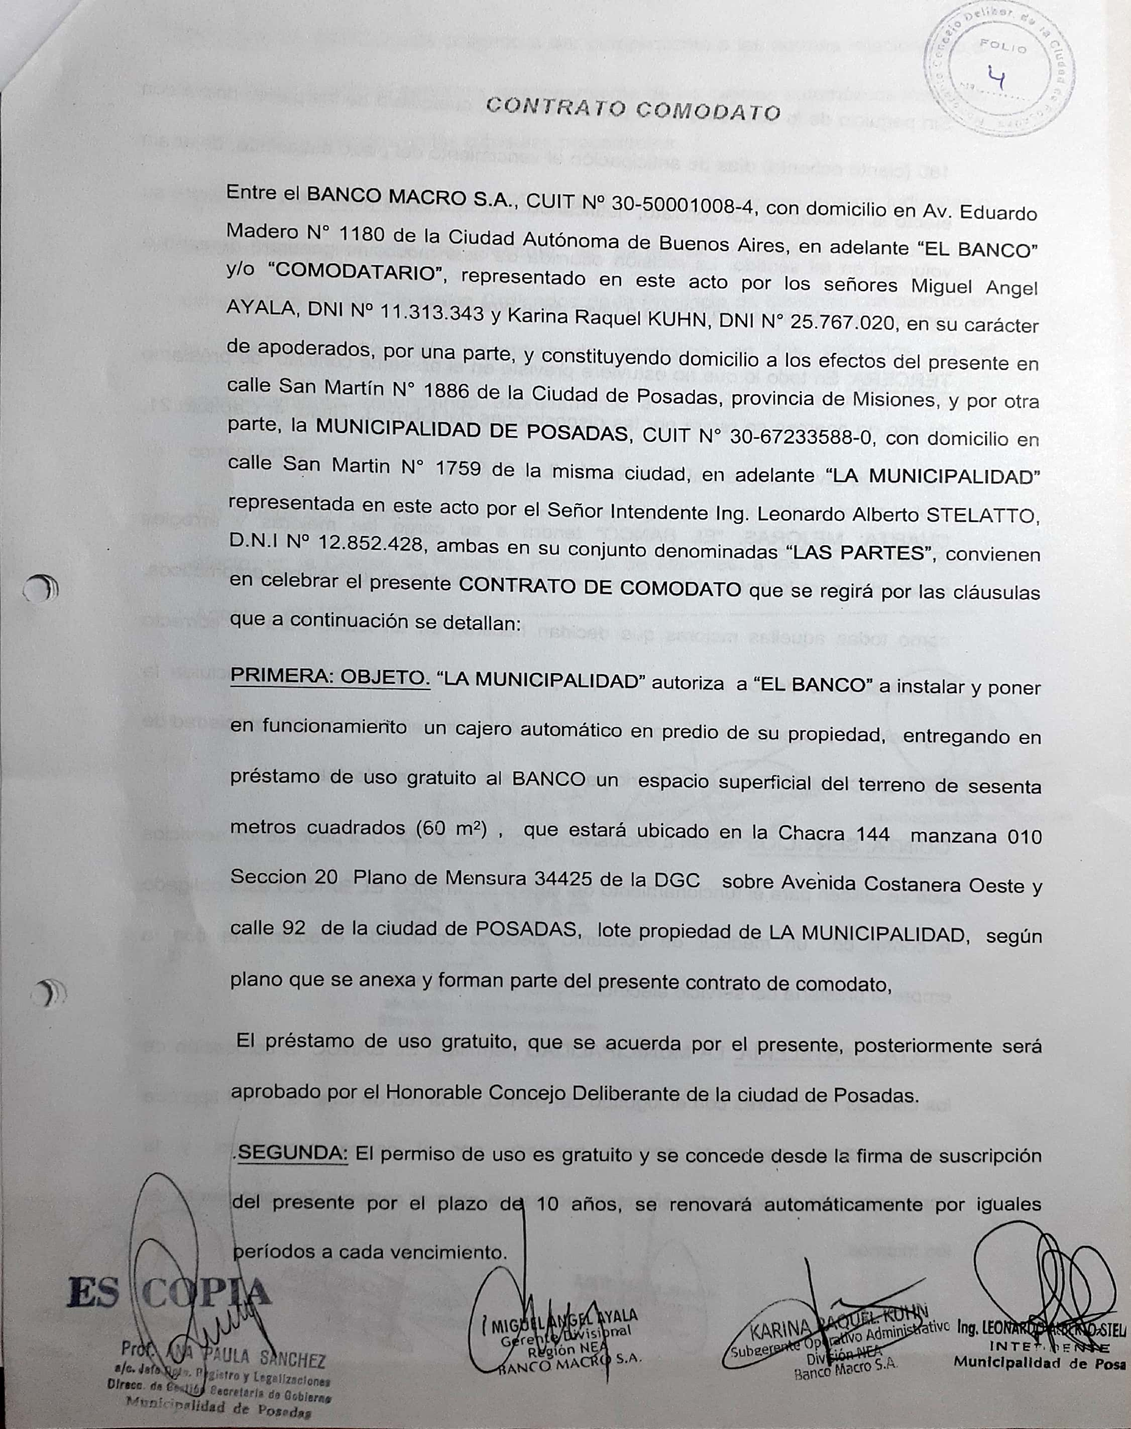 FOLIO
4
CONTRATO COMODATO
Entre el BANCO MACRO S.A., CUIT Nº 30-50001008-4, con domicilio en Av. Eduardo
Madero N° 1180 de la Ciudad Autónoma de Buenos Aires, en adelante “EL BANCO”
y/o “COMODATARIO”, representado en este acto por los señores Miguel Angel
AYALA, DNI Nº 11.313.343 y Karina Raquel KUHN, DNI N° 25.767.020, en su carácter
de apoderados, por una parte, y constituyendo domicilio a los efectos del presente en
calle San Martín N° 1886 de la Ciudad de Posadas, provincia de Misiones, y por otra
parte, la MUNICIPALIDAD DE POSADAS, CUIT N° 30-67233588-0, con domicilio en
calle San Martin N° 1759 de la misma ciudad, en adelante “LA MUNICIPALIDAD”
representada en este acto por el Señor Intendente Ing. Leonardo Alberto STELATTO,
D.N.I Nº 12.852.428, ambas en su conjunto denominadas “LAS PARTES”, convienen
en celebrar el presente CONTRATO DE COMODATO que se regirá por las cláusulas
que a continuación se detallan:
PRIMERA: OBJETO. “LA MUNICIPALIDAD” autoriza a “EL BANCO” a instalar y poner
en funcionamiento un cajero automático en predio de su propiedad, entregando en
préstamo de uso gratuito al BANCO un espacio superficial del terreno de sesenta
metros cuadrados (60 m²) , que estará ubicado en la Chacra 144 manzana 010
Seccion 20 Plano de Mensura 34425 de la DGC sobre Avenida Costanera Oeste y
calle 92 de la ciudad de POSADAS, lote propiedad de LA MUNICIPALIDAD, según
plano que se anexa y forman parte del presente contrato de comodato,
El préstamo de uso gratuito, que se acuerda por el presente, posteriormente será
aprobado por el Honorable Concejo Deliberante de la ciudad de Posadas.
.SEGUNDA: El permiso de uso es gratuito y se concede desde la firma de suscripción
del presente por el plazo de 10 años, se renovará automáticamente por iguales
períodos a cada vencimiento.
ES COPIA
Prof. ANA PAULA SANCHEZ
a/c. Jefe Registro y Legalizaciones
Direcc. de Gestión Secretaría de Gobierno
Municipalidad de Posadas
MIGUEL ANGEL AYALA
Gerente Divisional
Región NEA
BANCO MACRO S.A.
KARINA RAQUEL KUHN
Subgerente Operativo Administrativo
División NEA
Banco Macro S.A.
Ing. LEONARDO ALBERTO STEL
INTENDENTE
Municipalidad de Posa